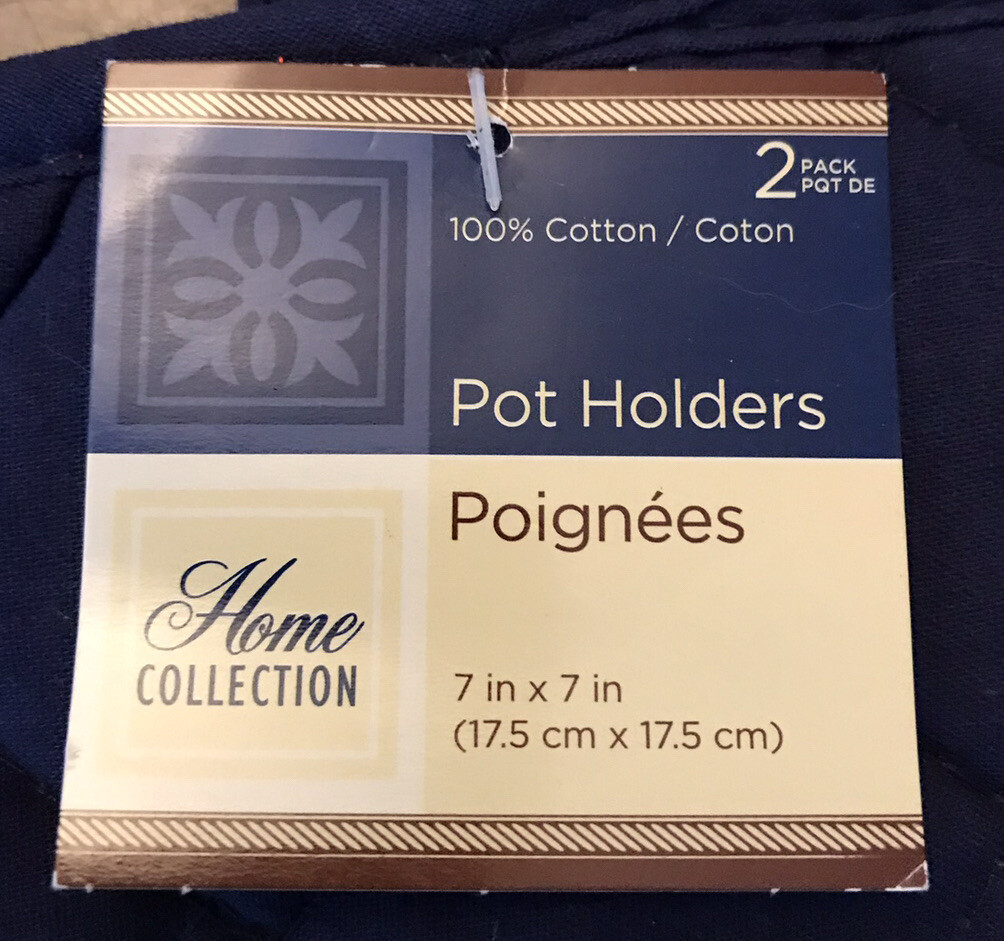 2 PACK
PQT DE
100% Cotton / Coton
Pot Holders
Poignées
Home
COLLECTION
7 in x 7 in
(17.5 cm x 17.5 cm)